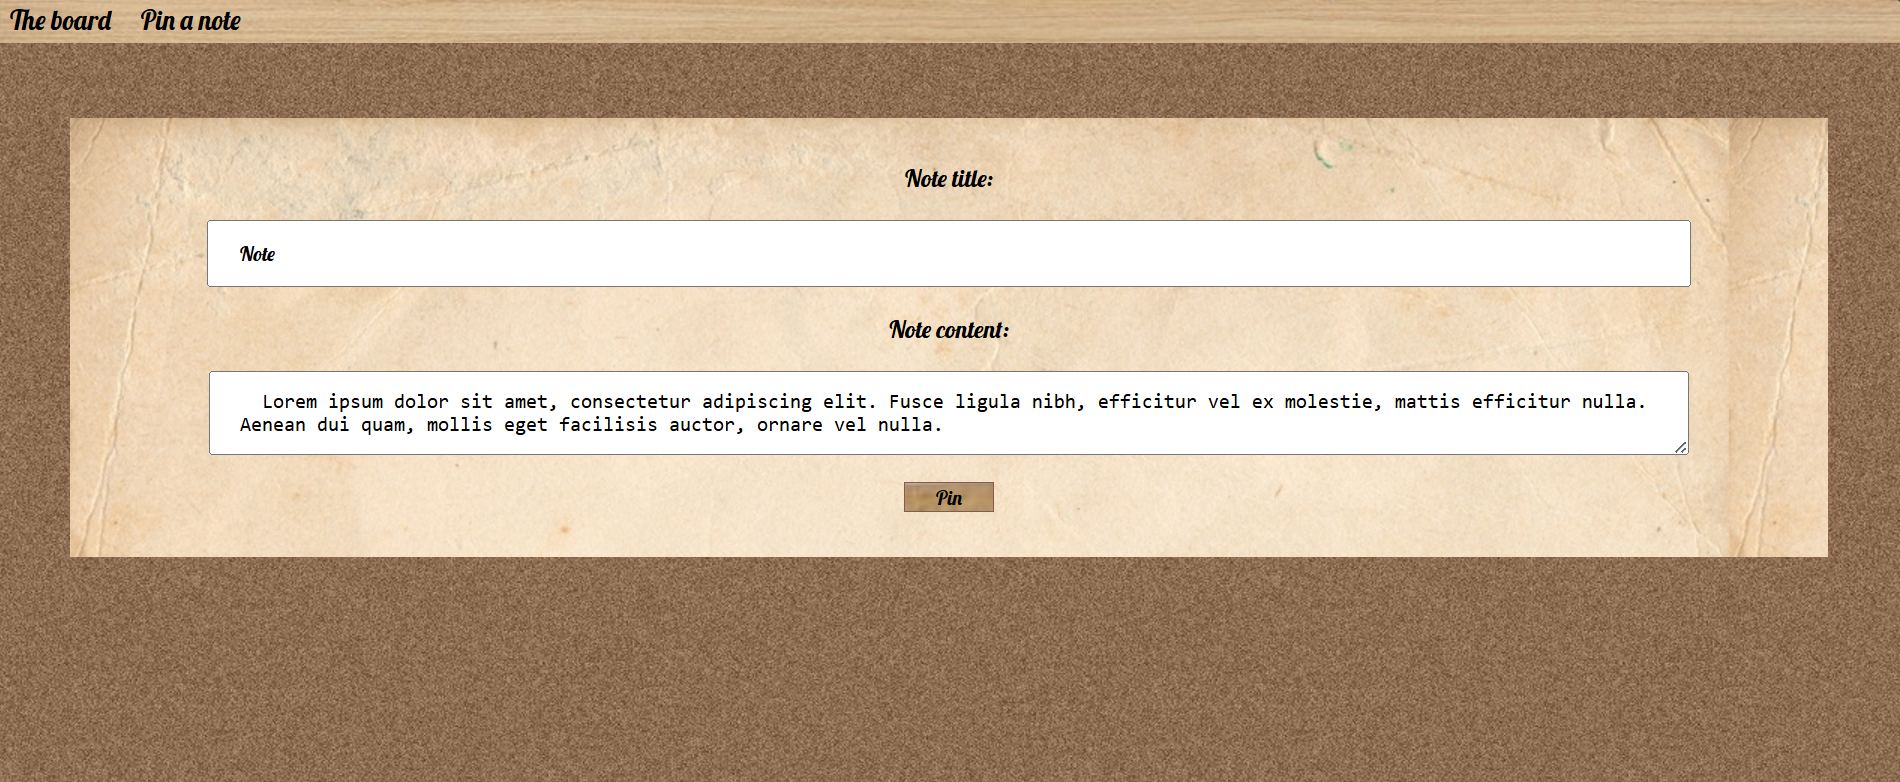 The board Pin a note
Note title:
Note
Note content:
Lorem ipsum dolor sit amet, consectetur adipiscing elit. Fusce ligula nibh, efficitur vel ex molestie, mattis efficitur nulla.
Aenean dui quam, mollis eget facilisis auctor, ornare vel nulla.
Pin